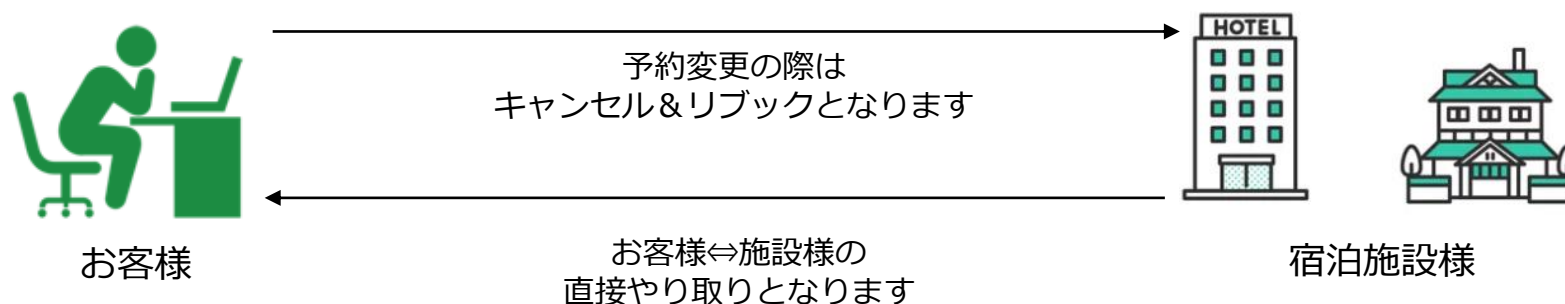 HOTEL
予約変更の際は
キャンセル＆リブックとなります
お客様⇔施設様の
直接やり取りとなります
お客様
宿泊施設様